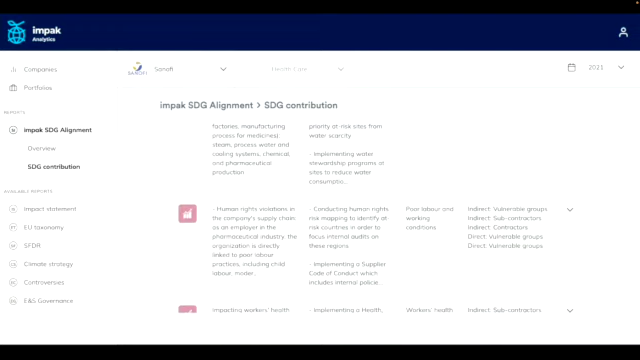 impak
Analytics
Companies
SANOFI
Sanofi
Health Care
2021
Portfolios
REPORTS
impak SDG Alignment > SDG contribution
impak SDG Alignment
Overview
SDG contribution
AVAILABLE REPORTS
Impact statement
EU taxonomy
SFDR
Climate strategy
Controversies
E&S Governance
factories, manufacturing
process for medicines):
steam, process water and
cooling systems, chemical,
and pharmaceutical
production
priority at-risk sites from
water scarcity
- Implementing water
stewardship programs at
sites to reduce water
consumptio...
- Human rights violations in
the company's supply chain:
as an employer in the
pharmaceutical industry, the
organization is directly
linked to poor labour
practices, including child
labour, moder...
- Conducting human rights
risk mapping to identify at
risk countries in order to
focus internal audits on
these regions
- Implementing a Supplier
Code of Conduct which
includes internal policie...
Poor labour and
working
conditions
Indirect: Vulnerable groups
Indirect: Sub-contractors
Indirect: Contractors
Direct: Vulnerable groups
Direct: Vulnerable groups
Impacting workers' health
- Implementing a Health,
Workers' health
Indirect: Sub-contractors